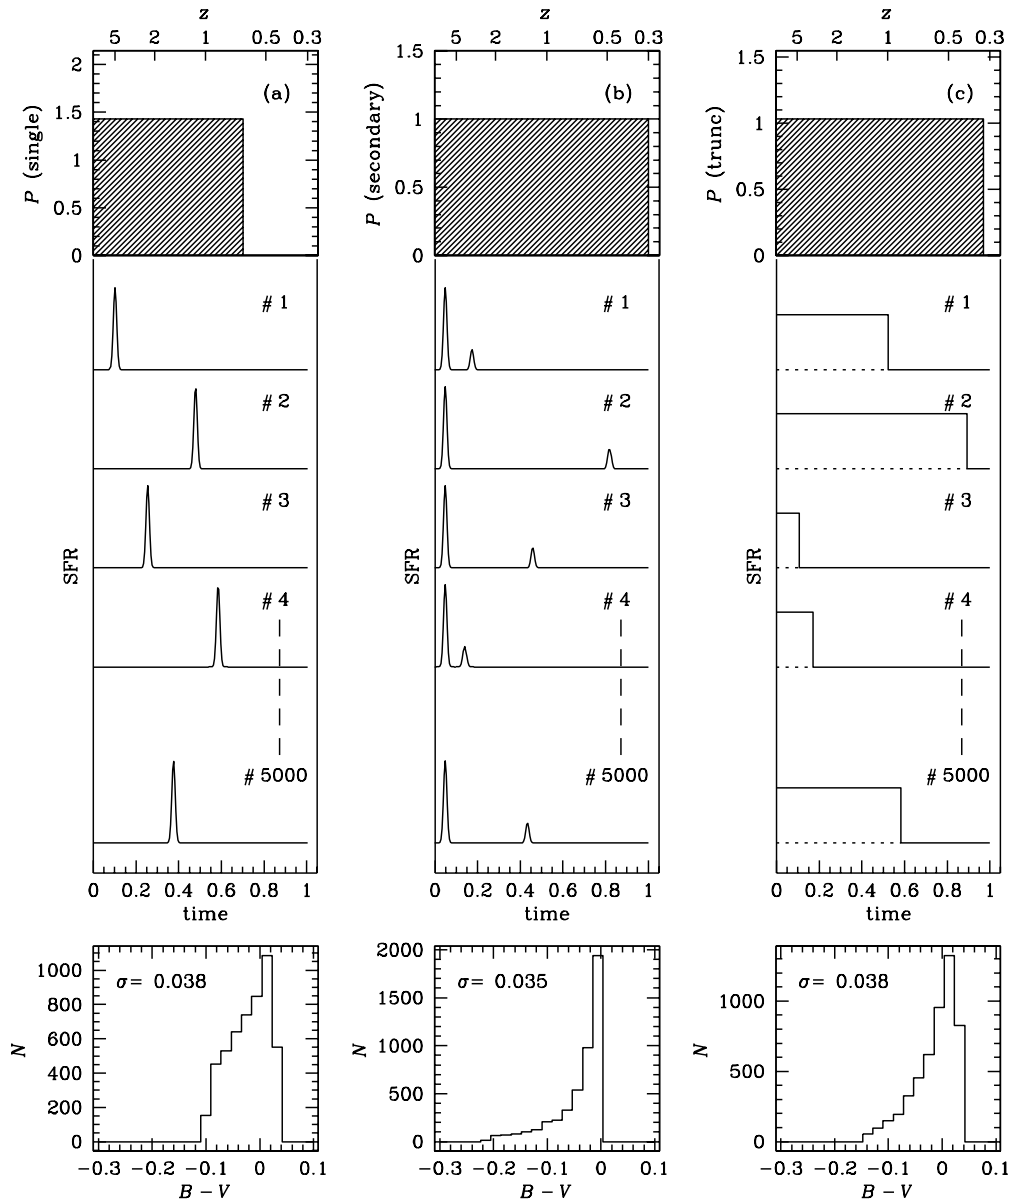 z
5 2 1 0.5 0.3
2
1.5
1
0.5
0
P (single)
(a)
# 1
# 2
# 3
# 4
# 5000
SFR
0 0.2 0.4 0.6 0.8 1
time
σ= 0.038
1000
800
600
400
200
0
N
-0.3 -0.2 -0.1 0 0.1
B - V
z
5 2 1 0.5 0.3
1.5
1
0.5
0
P (secondary)
(b)
# 1
# 2
# 3
# 4
# 5000
SFR
0 0.2 0.4 0.6 0.8 1
time
σ= 0.035
2000
1500
1000
500
0
N
-0.3 -0.2 -0.1 0 0.1
B - V
z
5 2 1 0.5 0.3
1.5
1
0.5
0
P (trunc)
(c)
# 1
# 2
# 3
# 4
# 5000
SFR
0 0.2 0.4 0.6 0.8 1
time
σ= 0.038
1000
500
0
N
-0.3 -0.2 -0.1 0 0.1
B - V